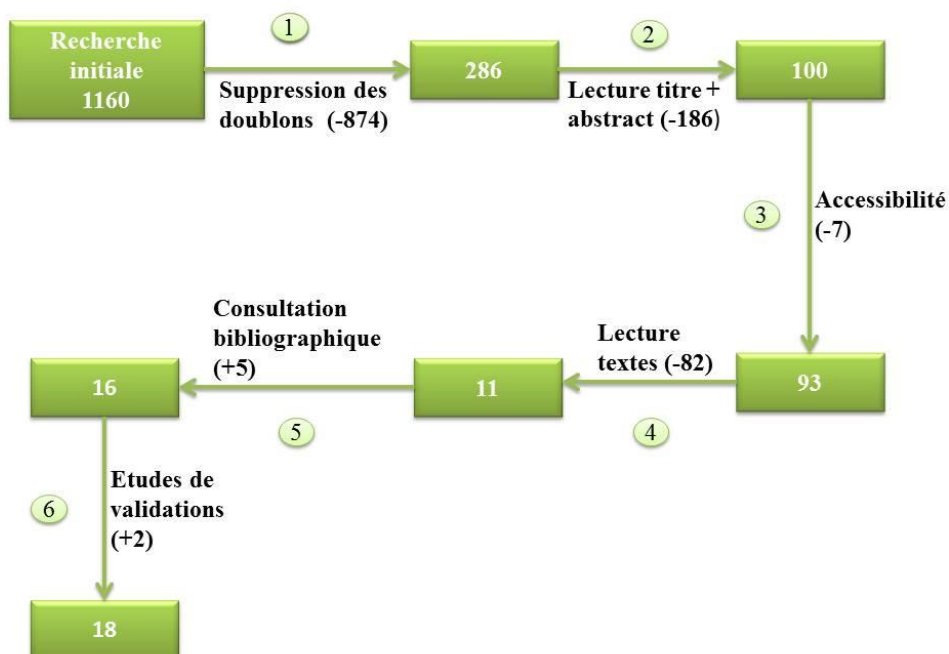 Recherche
initiale
1160
1
Suppression des
doublons (-874)
286
2
Lecture titre +
abstract (-186)
100
3
Accessibilité
(-7)
93
Lecture
textes (-82)
4
11
Consultation
bibliographique
(+5)
5
16
6
Etudes de
validations
(+2)
18